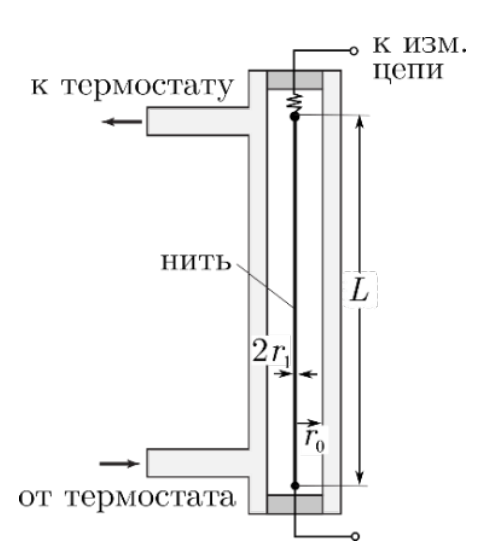 к изм.
цепи
к термостату
нить
L
2r₁
r₀
от термостата